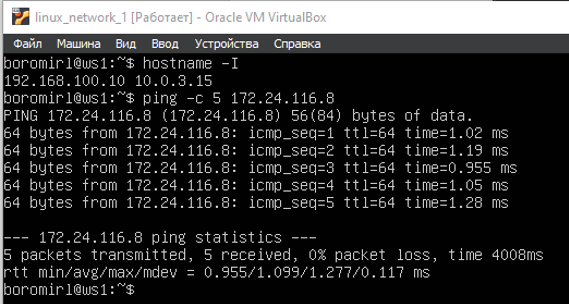 linux_network_1 [Работает] - Oracle VM VirtualBox
Файл Машина Вид Ввод Устройства Справка
boromirl@ws1:~$ hostname -I
192.168.100.10 10.0.3.15
boromirl@ws1:~$ ping -c 5 172.24.116.8
PING 172.24.116.8 (172.24.116.8) 56(84) bytes of data.
64 bytes from 172.24.116.8: icmp_seq=1 ttl=64 time=1.02 ms
64 bytes from 172.24.116.8: icmp_seq=2 ttl=64 time=1.19 ms
64 bytes from 172.24.116.8: icmp_seq=3 ttl=64 time=0.955 ms
64 bytes from 172.24.116.8: icmp_seq=4 ttl=64 time=1.05 ms
64 bytes from 172.24.116.8: icmp_seq=5 ttl=64 time=1.28 ms
--- 172.24.116.8 ping statistics ---
5 packets transmitted, 5 received, 0% packet loss, time 4008ms
rtt min/avg/max/mdev = 0.955/1.099/1.277/0.117 ms
boromirl@ws1:~$